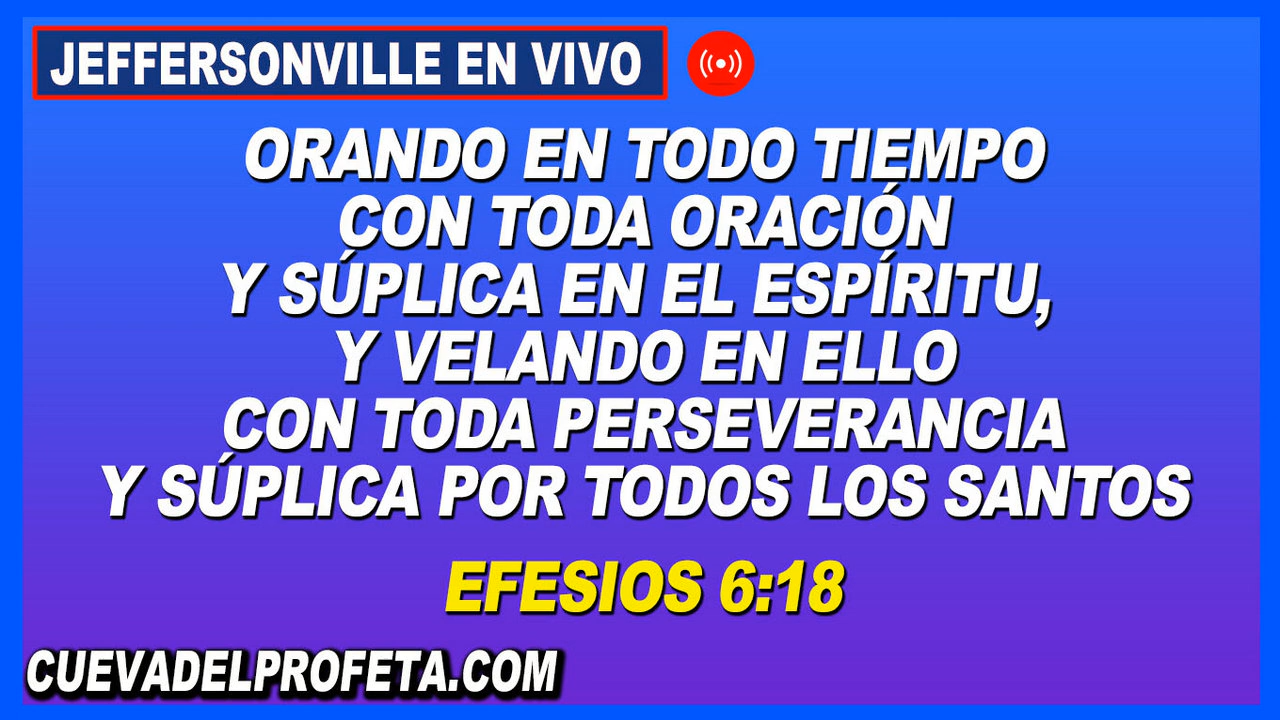 JEFFERSONVILLE EN VIVO
ORANDO EN TODO TIEMPO
CON TODA ORACIÓN
Y SÚPLICA EN EL ESPÍRITU,
Y VELANDO EN ELLO
CON TODA PERSEVERANCIA
Y SÚPLICA POR TODOS LOS SANTOS
EFESIOS 6:18
CUEVADELPROFETA.COM